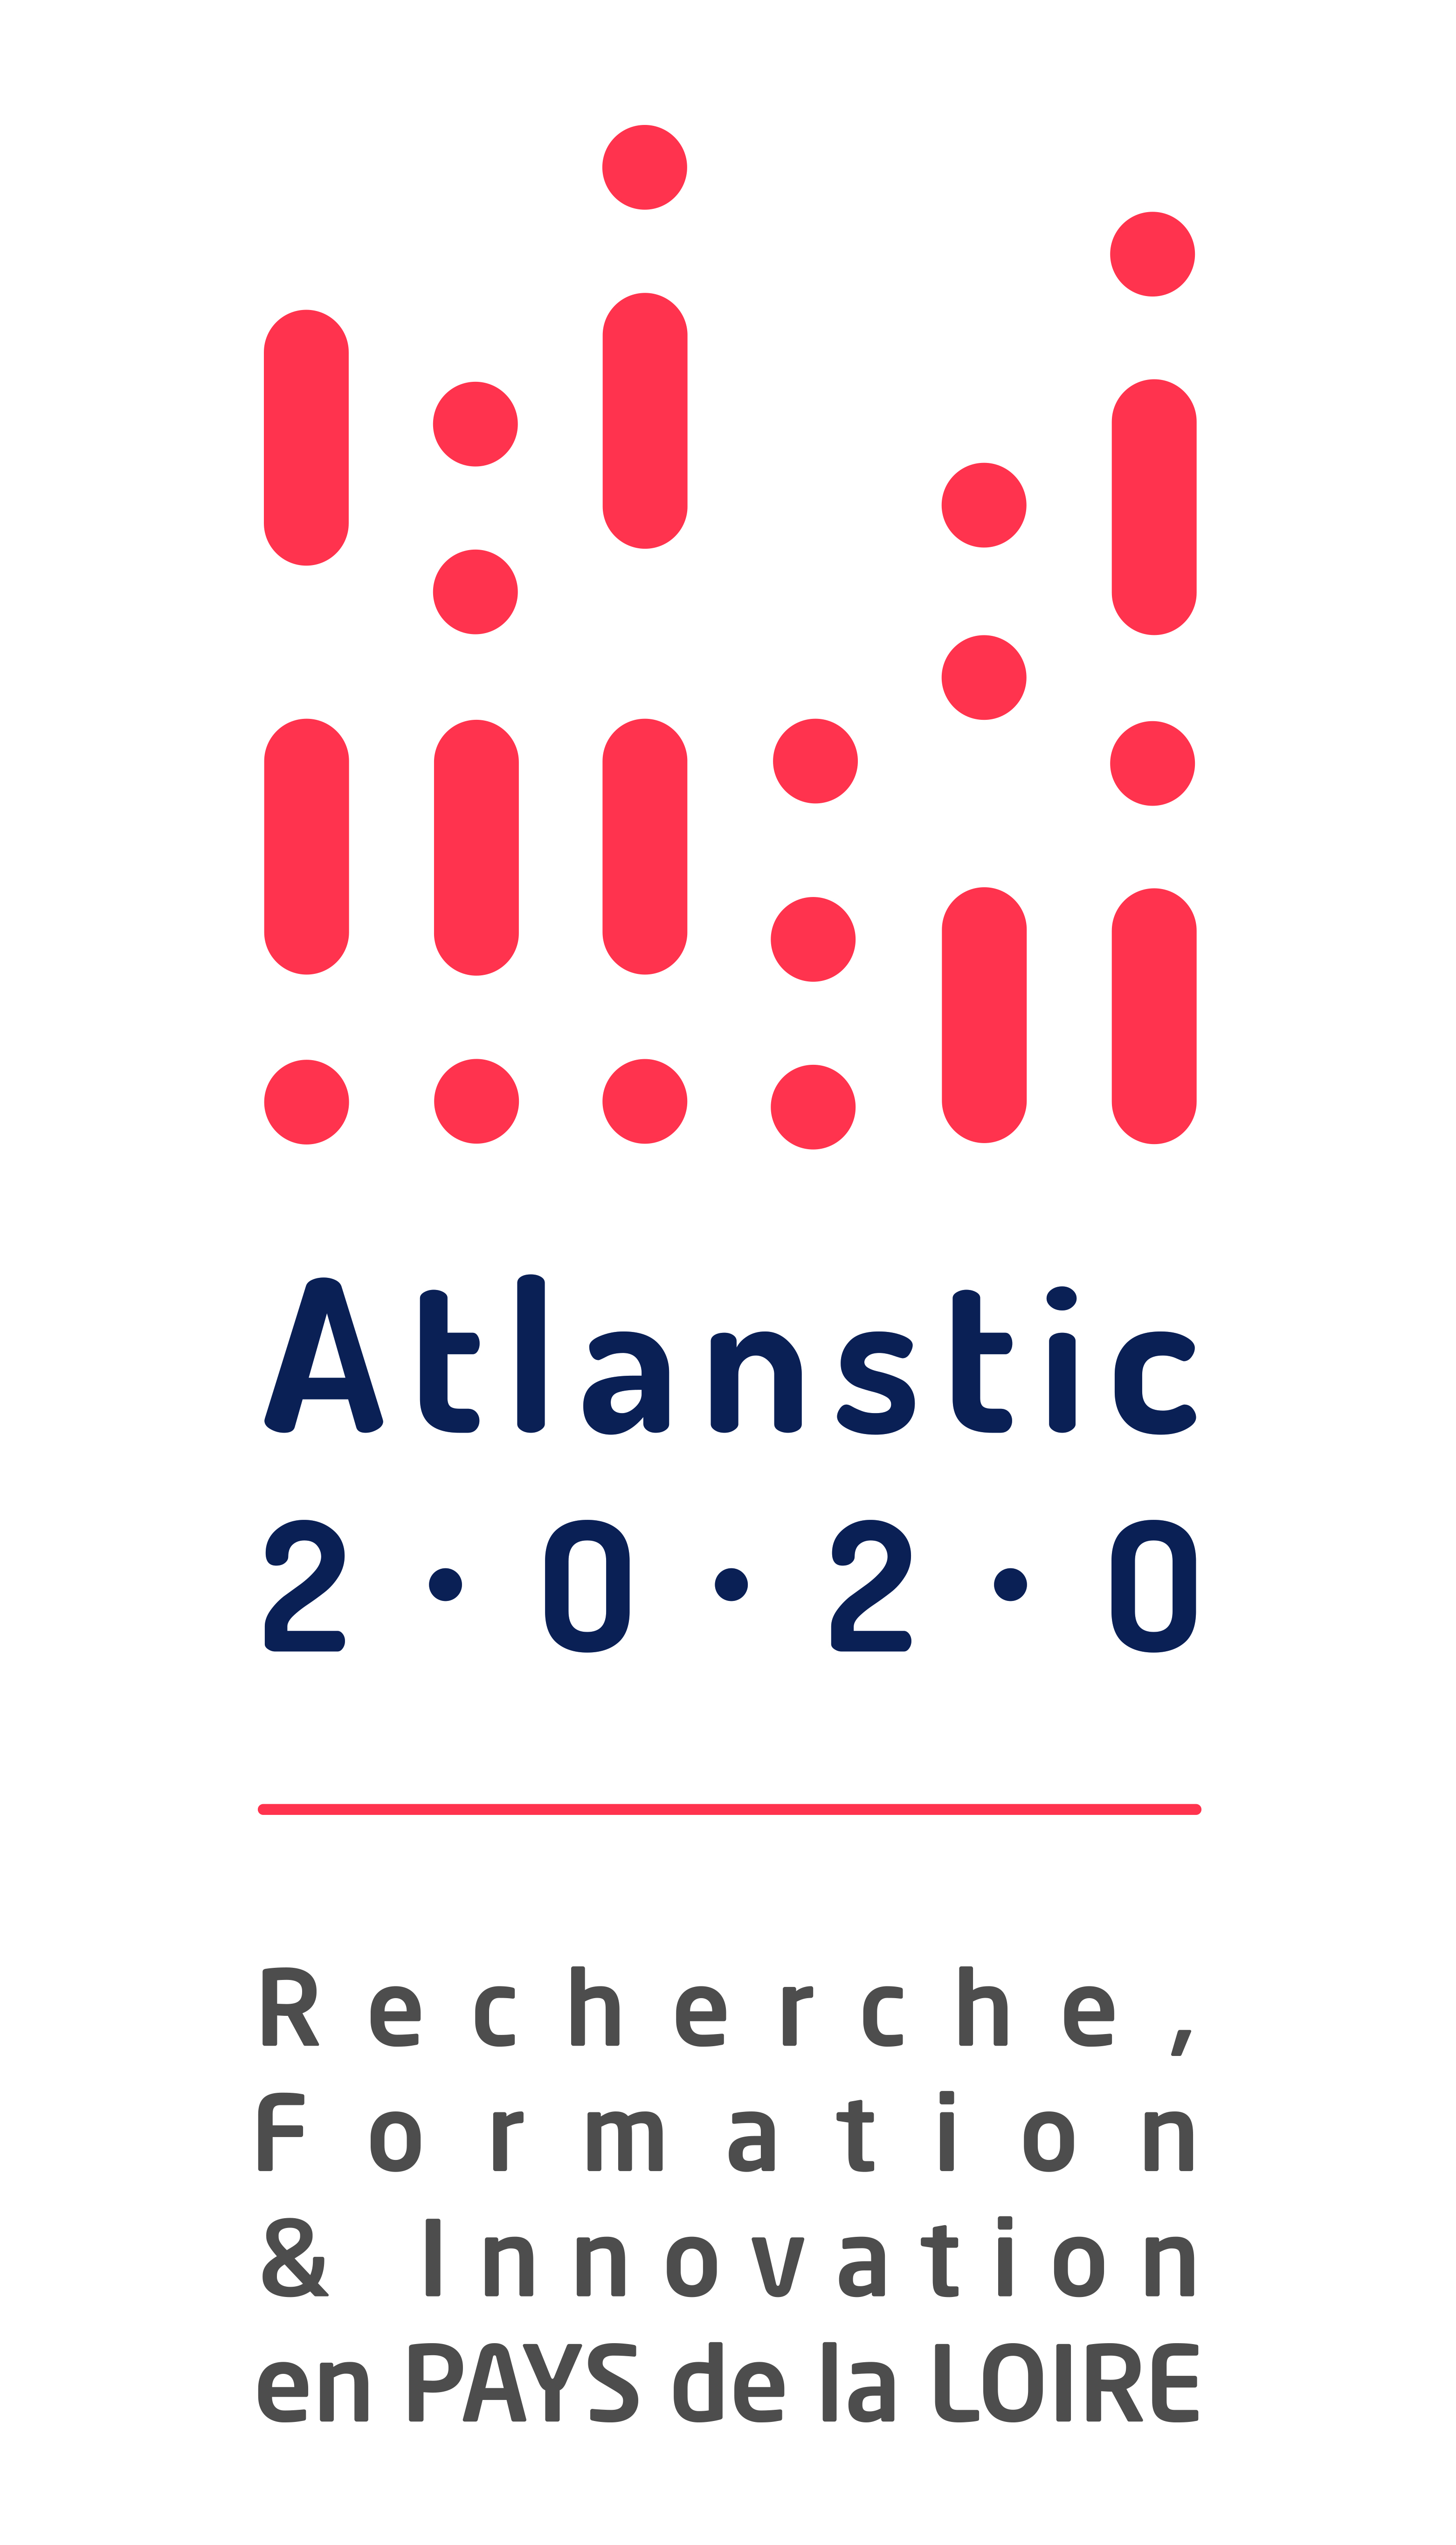 Atlanstic
2·0·2·0
Recherche,
Formation
& Innovation
en PAYS de la LOIRE